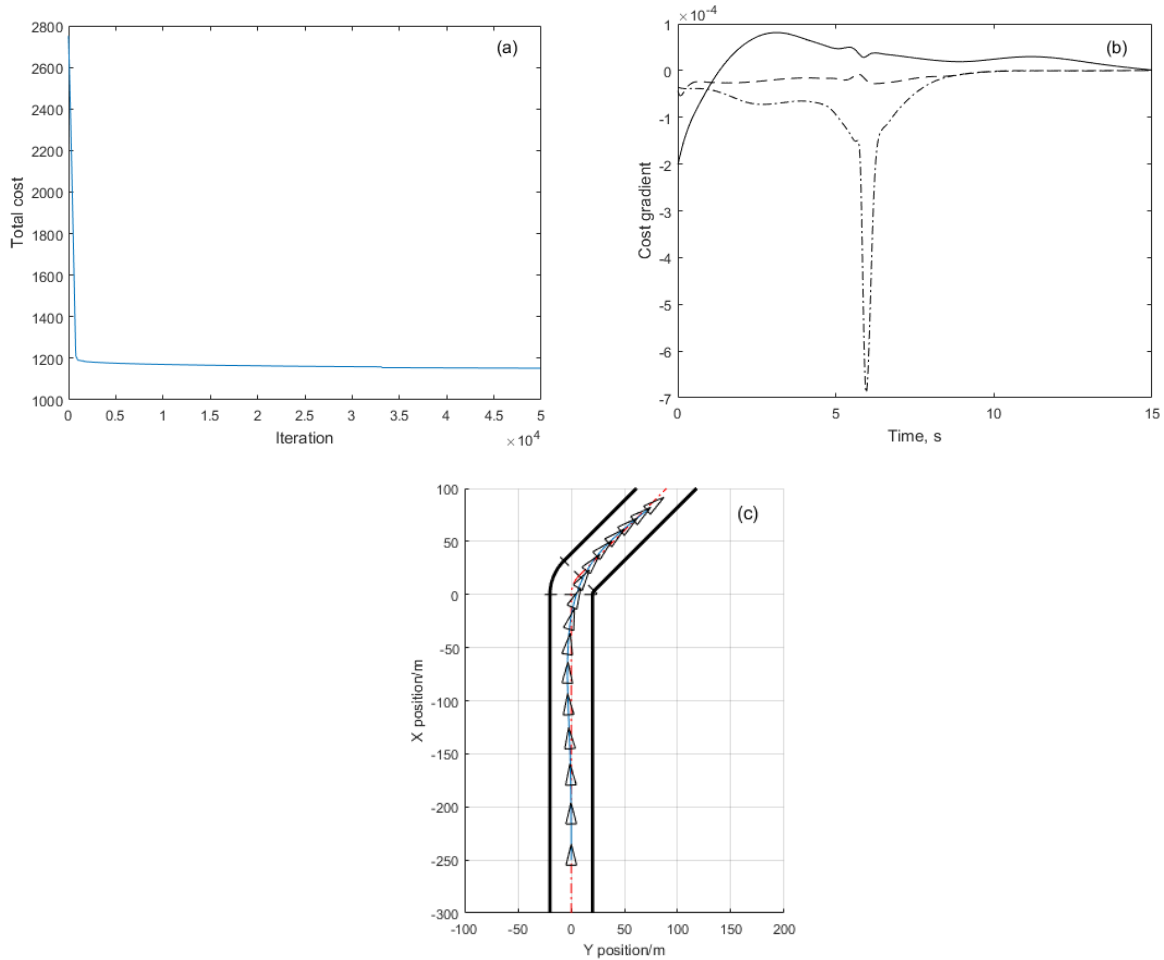 (a)
Total cost
2800
2600
2400
2200
2000
1800
1600
1400
1200
1000
0 0.5 1 1.5 2 2.5 3 3.5 4 4.5 5
Iteration
×10^4
×10^-4
(b)
Cost gradient
1
0
-1
-2
-3
-4
-5
-6
-7
0 5 10 15
Time, s
(c)
X position/m
100
50
0
-50
-100
-150
-200
-250
-300
-100 -50 0 50 100 150 200
Y position/m